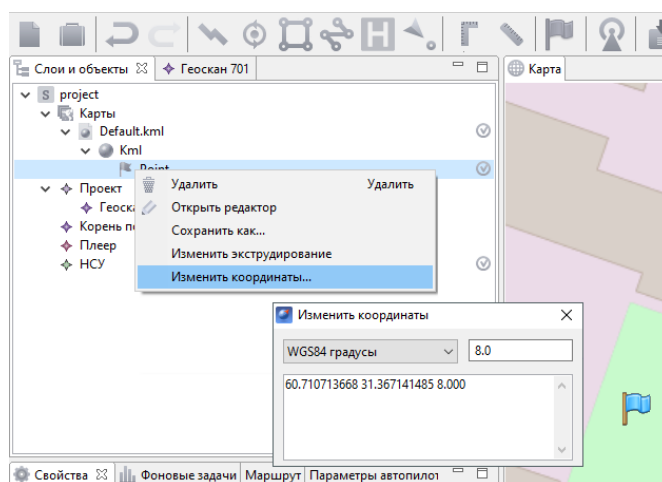 Слои и объекты
Геоскан 701
Карта
S project
Карты
Default.kml
Kml
Point
Удалить Удалить
Проект
Открыть редактор
Сохранить как...
Плеер
Изменить экструдирование
НСУ
Изменить координаты...
Изменить координаты
WGS84 градусы 8.0
60.710713668 31.367141485 8.000
Свойства Фоновые задачи Маршрут Параметры автопилот